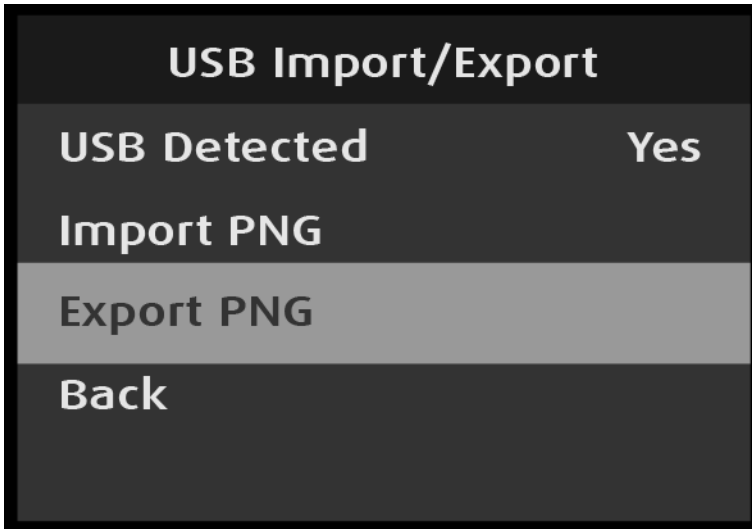 USB Import/Export
USB Detected Yes
Import PNG
Export PNG
Back